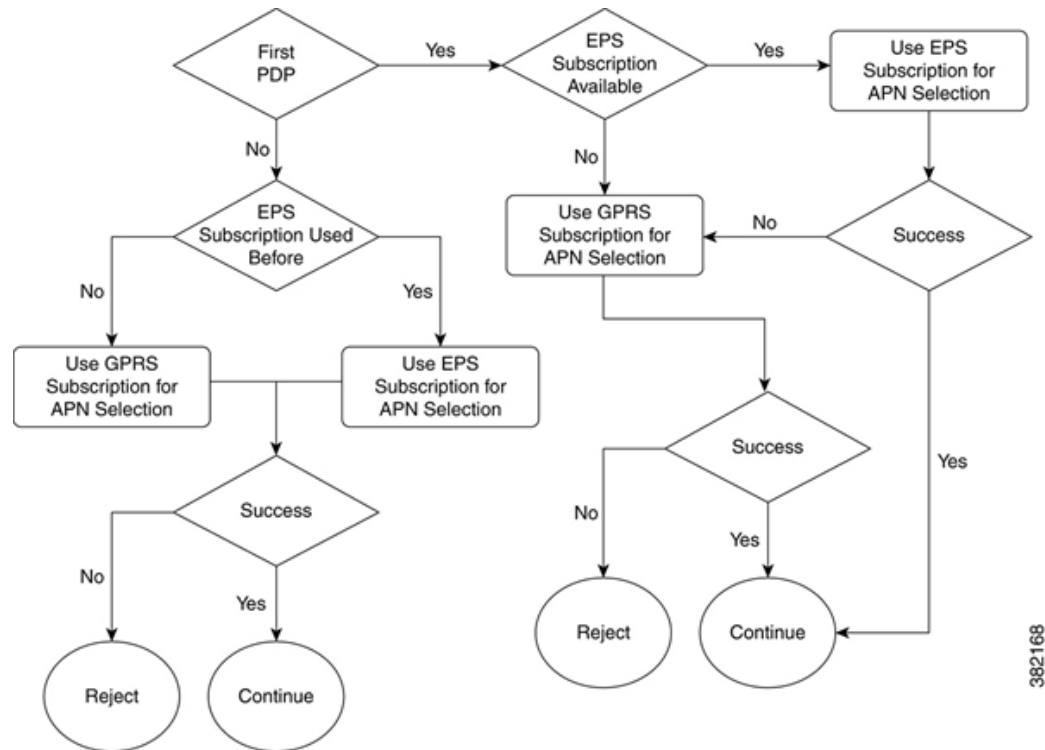 First
PDP
Yes
EPS
Subscription
Available
Yes
Use EPS
Subscription for
APN Selection
No
No
EPS
Subscription Used
Before
Use GPRS
Subscription for
APN Selection
No
Success
No
Yes
Use GPRS
Subscription for
APN Selection
Use EPS
Subscription for
APN Selection
Success
Yes
Success
No
Yes
No
Yes
Reject
Continue
Reject
Continue
382168